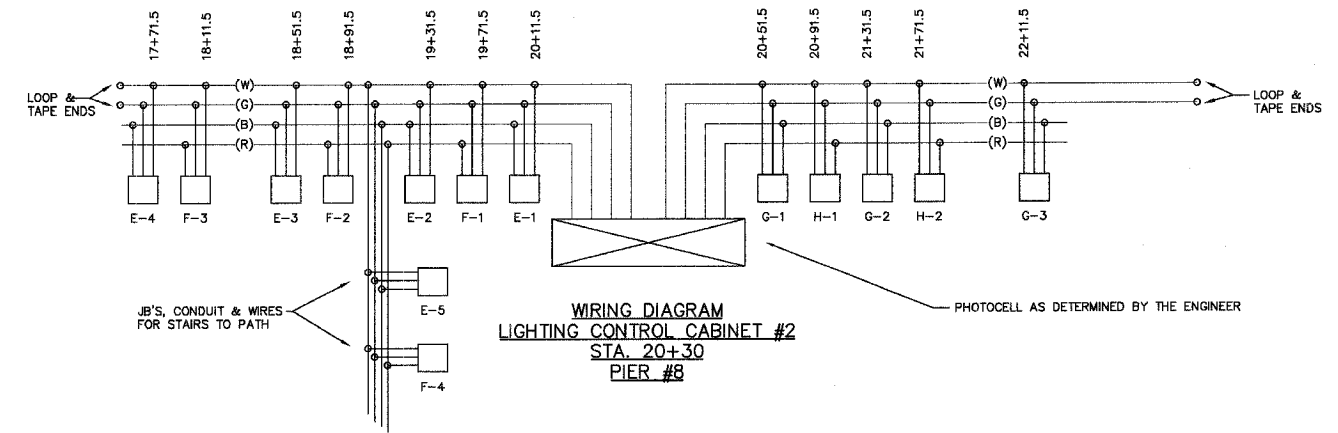 17+71.5
18+11.5
18+51.5
18+91.5
19+31.5
19+71.5
20+11.5
20+51.5
20+91.5
21+31.5
21+71.5
22+11.5
(W)
(G)
(B)
(R)
(W)
(G)
(B)
(R)
LOOP &
TAPE ENDS
LOOP &
TAPE ENDS
E-4
F-3
E-3
F-2
E-2
F-1
E-1
G-1
H-1
G-2
H-2
G-3
E-5
F-4
JB'S, CONDUIT & WIRES
FOR STAIRS TO PATH
PHOTOCELL AS DETERMINED BY THE ENGINEER
WIRING DIAGRAM
LIGHTING CONTROL CABINET #2
STA. 20+30
PIER #8